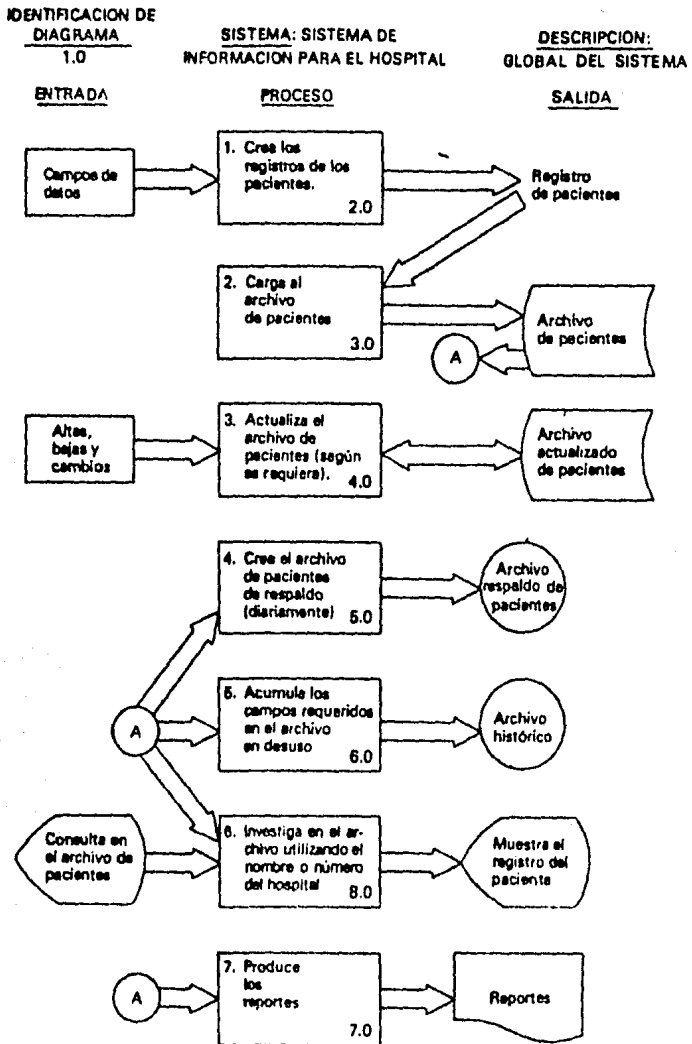 IDENTIFICACION DE
DIAGRAMA
1.0
SISTEMA: SISTEMA DE
INFORMACION PARA EL HOSPITAL
DESCRIPCION:
GLOBAL DEL SISTEMA
ENTRADA
PROCESO
SALIDA
Campos de
datos
1. Crea los
registros de los
pacientes.
2.0
Registro
de pacientes
2. Carga al
archivo
de pacientes
3.0
Archivo
de pacientes
A
Altas,
bajas y
cambios
3. Actualiza el
archivo de
pacientes (según
se requiera).
4.0
Archivo
actualizado
de pacientes
4. Crea el archivo
de pacientes
de respaldo
(diariamente)
5.0
Archivo
respaldo de
pacientes
A
5. Acumula los
campos requeridos
en el archivo
en desuso
6.0
Archivo
histórico
Consulta en
el archivo de
pacientes
6. Investiga en el ar-
chivo utilizando el
nombre o número
del hospital
8.0
Muestra el
registro del
paciente
A
7. Produce
los
reportes
7.0
Reportes